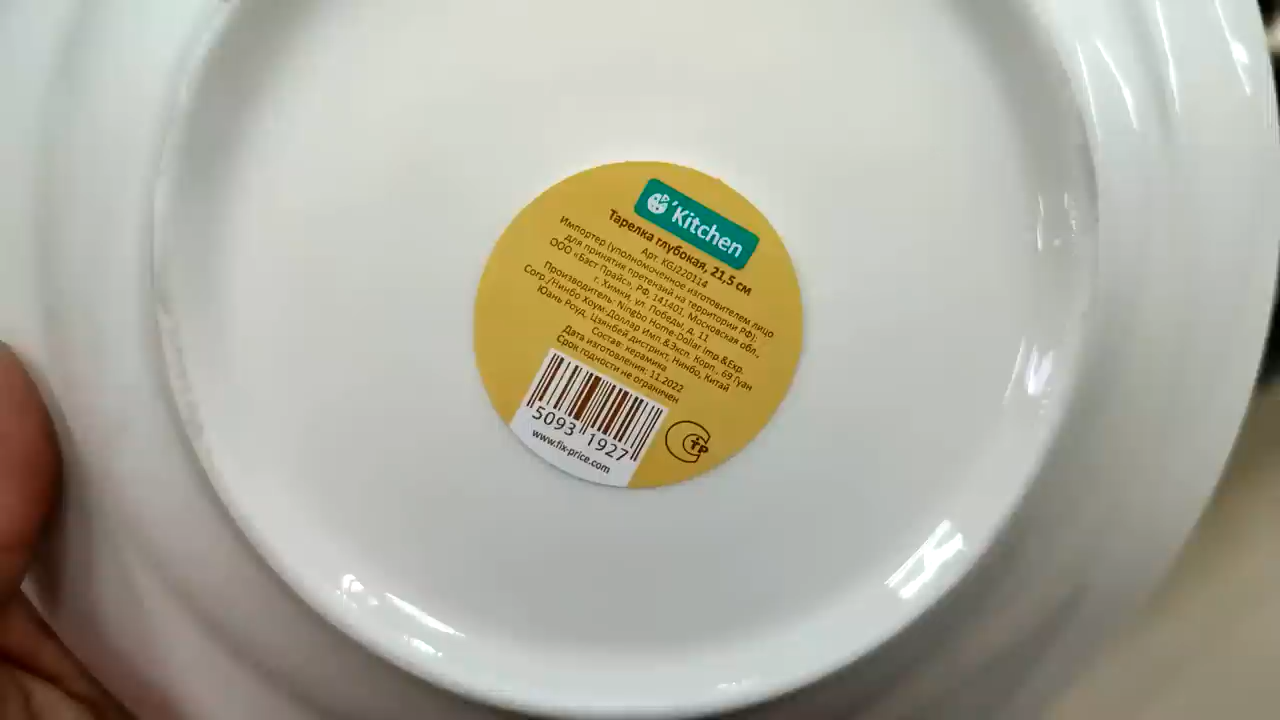 'Kitchen
Тарелка глубокая, 21,5 см
Арт. KGJ220114
Импортер (уполномоченное изготовителем лицо
для принятия претензий на территории РФ):
ООО «Бэст Прайс», РФ, 141401, Московская обл.,
г. Химки, ул. Победы, д. 11
Производитель: Ningbo Home-Dollar Imp.&Exp.
Corp./Нинбо Хоум-Доллар Имп.&Эксп. Корп., 69 Гуан
Юань Роуд, Цзянбей дистрикт, Нинбо, Китай
Состав: керамика
Дата изготовления: 11.2022
Срок годности не ограничен
5093 1927
www.fix-price.com
СТР